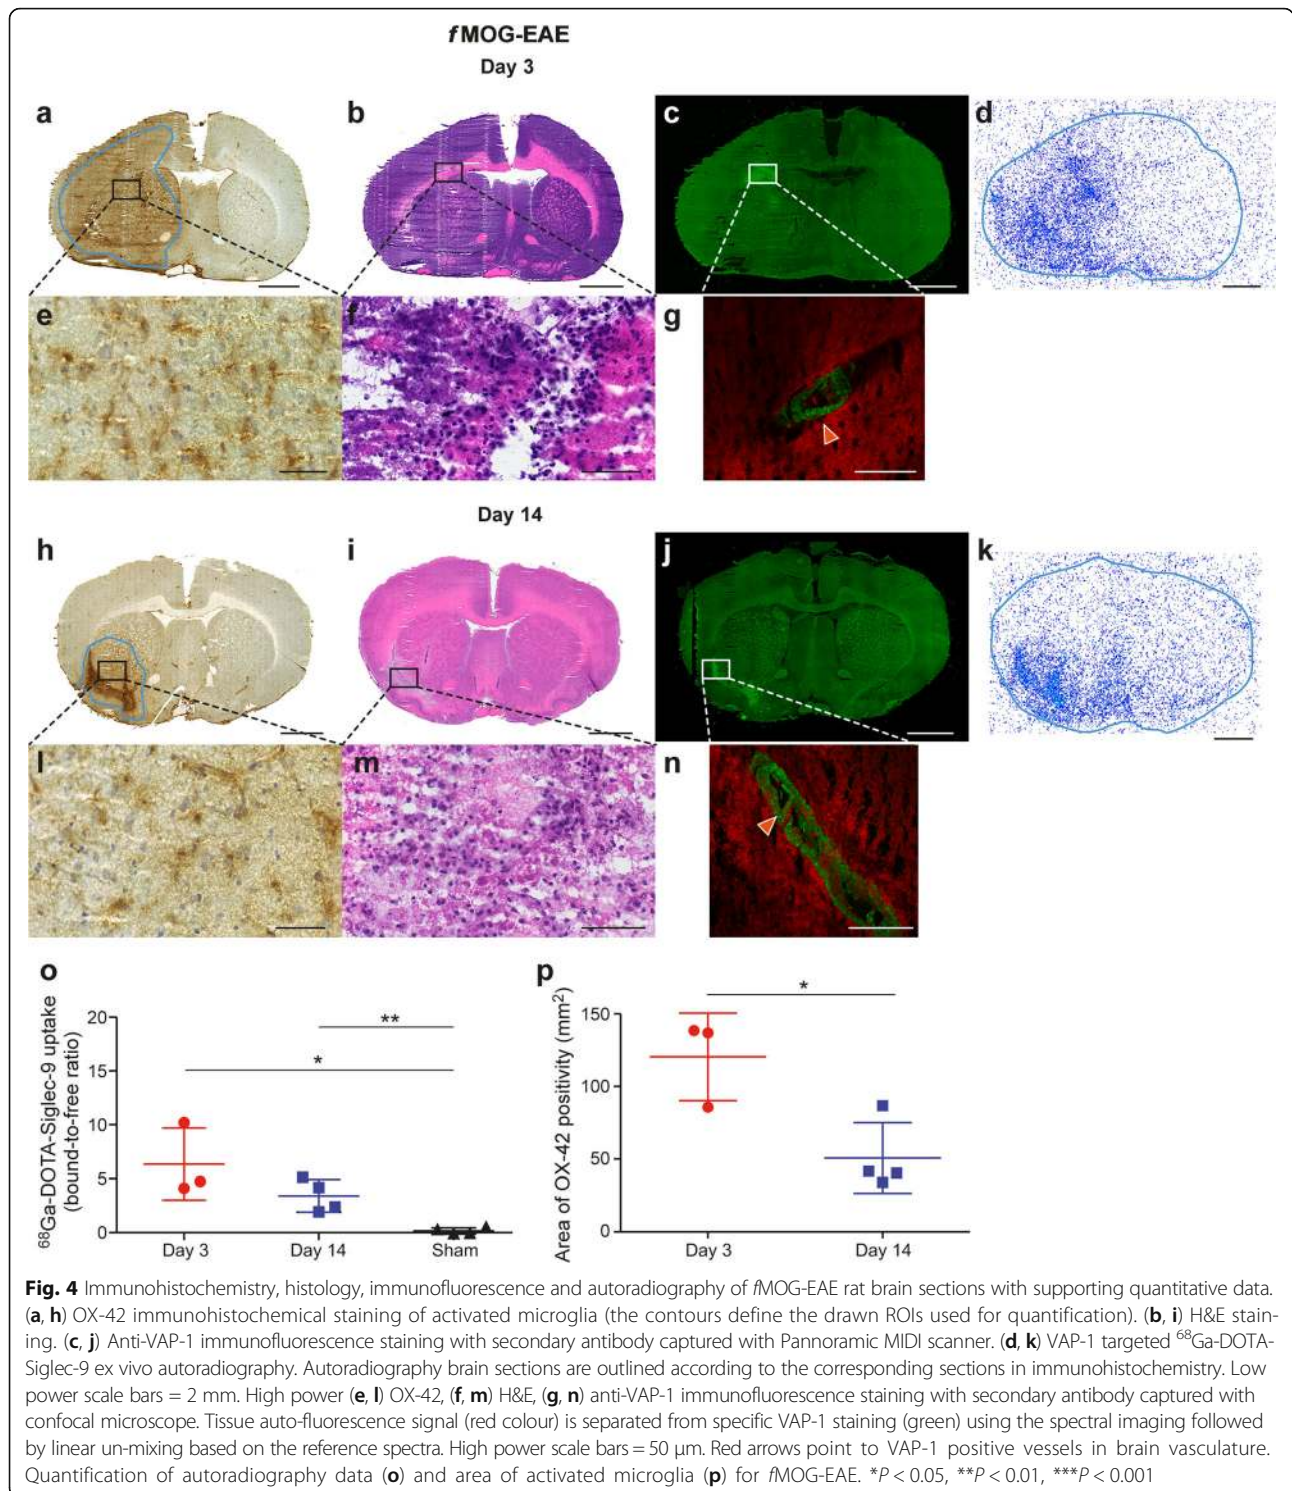 fMOG-EAE
Day 3
a
b
c
d
e
f
g
Day 14
h
i
j
k
l
m
n
o
⁶⁸Ga-DOTA-Siglec-9 uptake
(bound-to-free ratio)
20
15
10
5
0
**
*
Day 3
Day 14
Sham
p
Area of OX-42 positivity (mm²)
150
100
50
0
*
Day 3
Day 14
Fig. 4 Immunohistochemistry, histology, immunofluorescence and autoradiography of fMOG-EAE rat brain sections with supporting quantitative data.
(a, h) OX-42 immunohistochemical staining of activated microglia (the contours define the drawn ROIs used for quantification). (b, i) H&E stain-
ing. (c, j) Anti-VAP-1 immunofluorescence staining with secondary antibody captured with Pannoramic MIDI scanner. (d, k) VAP-1 targeted ⁶⁸Ga-DOTA-
Siglec-9 ex vivo autoradiography. Autoradiography brain sections are outlined according to the corresponding sections in immunohistochemistry. Low
power scale bars = 2 mm. High power (e, l) OX-42, (f, m) H&E, (g, n) anti-VAP-1 immunofluorescence staining with secondary antibody captured with
confocal microscope. Tissue auto-fluorescence signal (red colour) is separated from specific VAP-1 staining (green) using the spectral imaging followed
by linear un-mixing based on the reference spectra. High power scale bars = 50 μm. Red arrows point to VAP-1 positive vessels in brain vasculature.
Quantification of autoradiography data (o) and area of activated microglia (p) for fMOG-EAE. *P < 0.05, **P < 0.01, ***P < 0.001